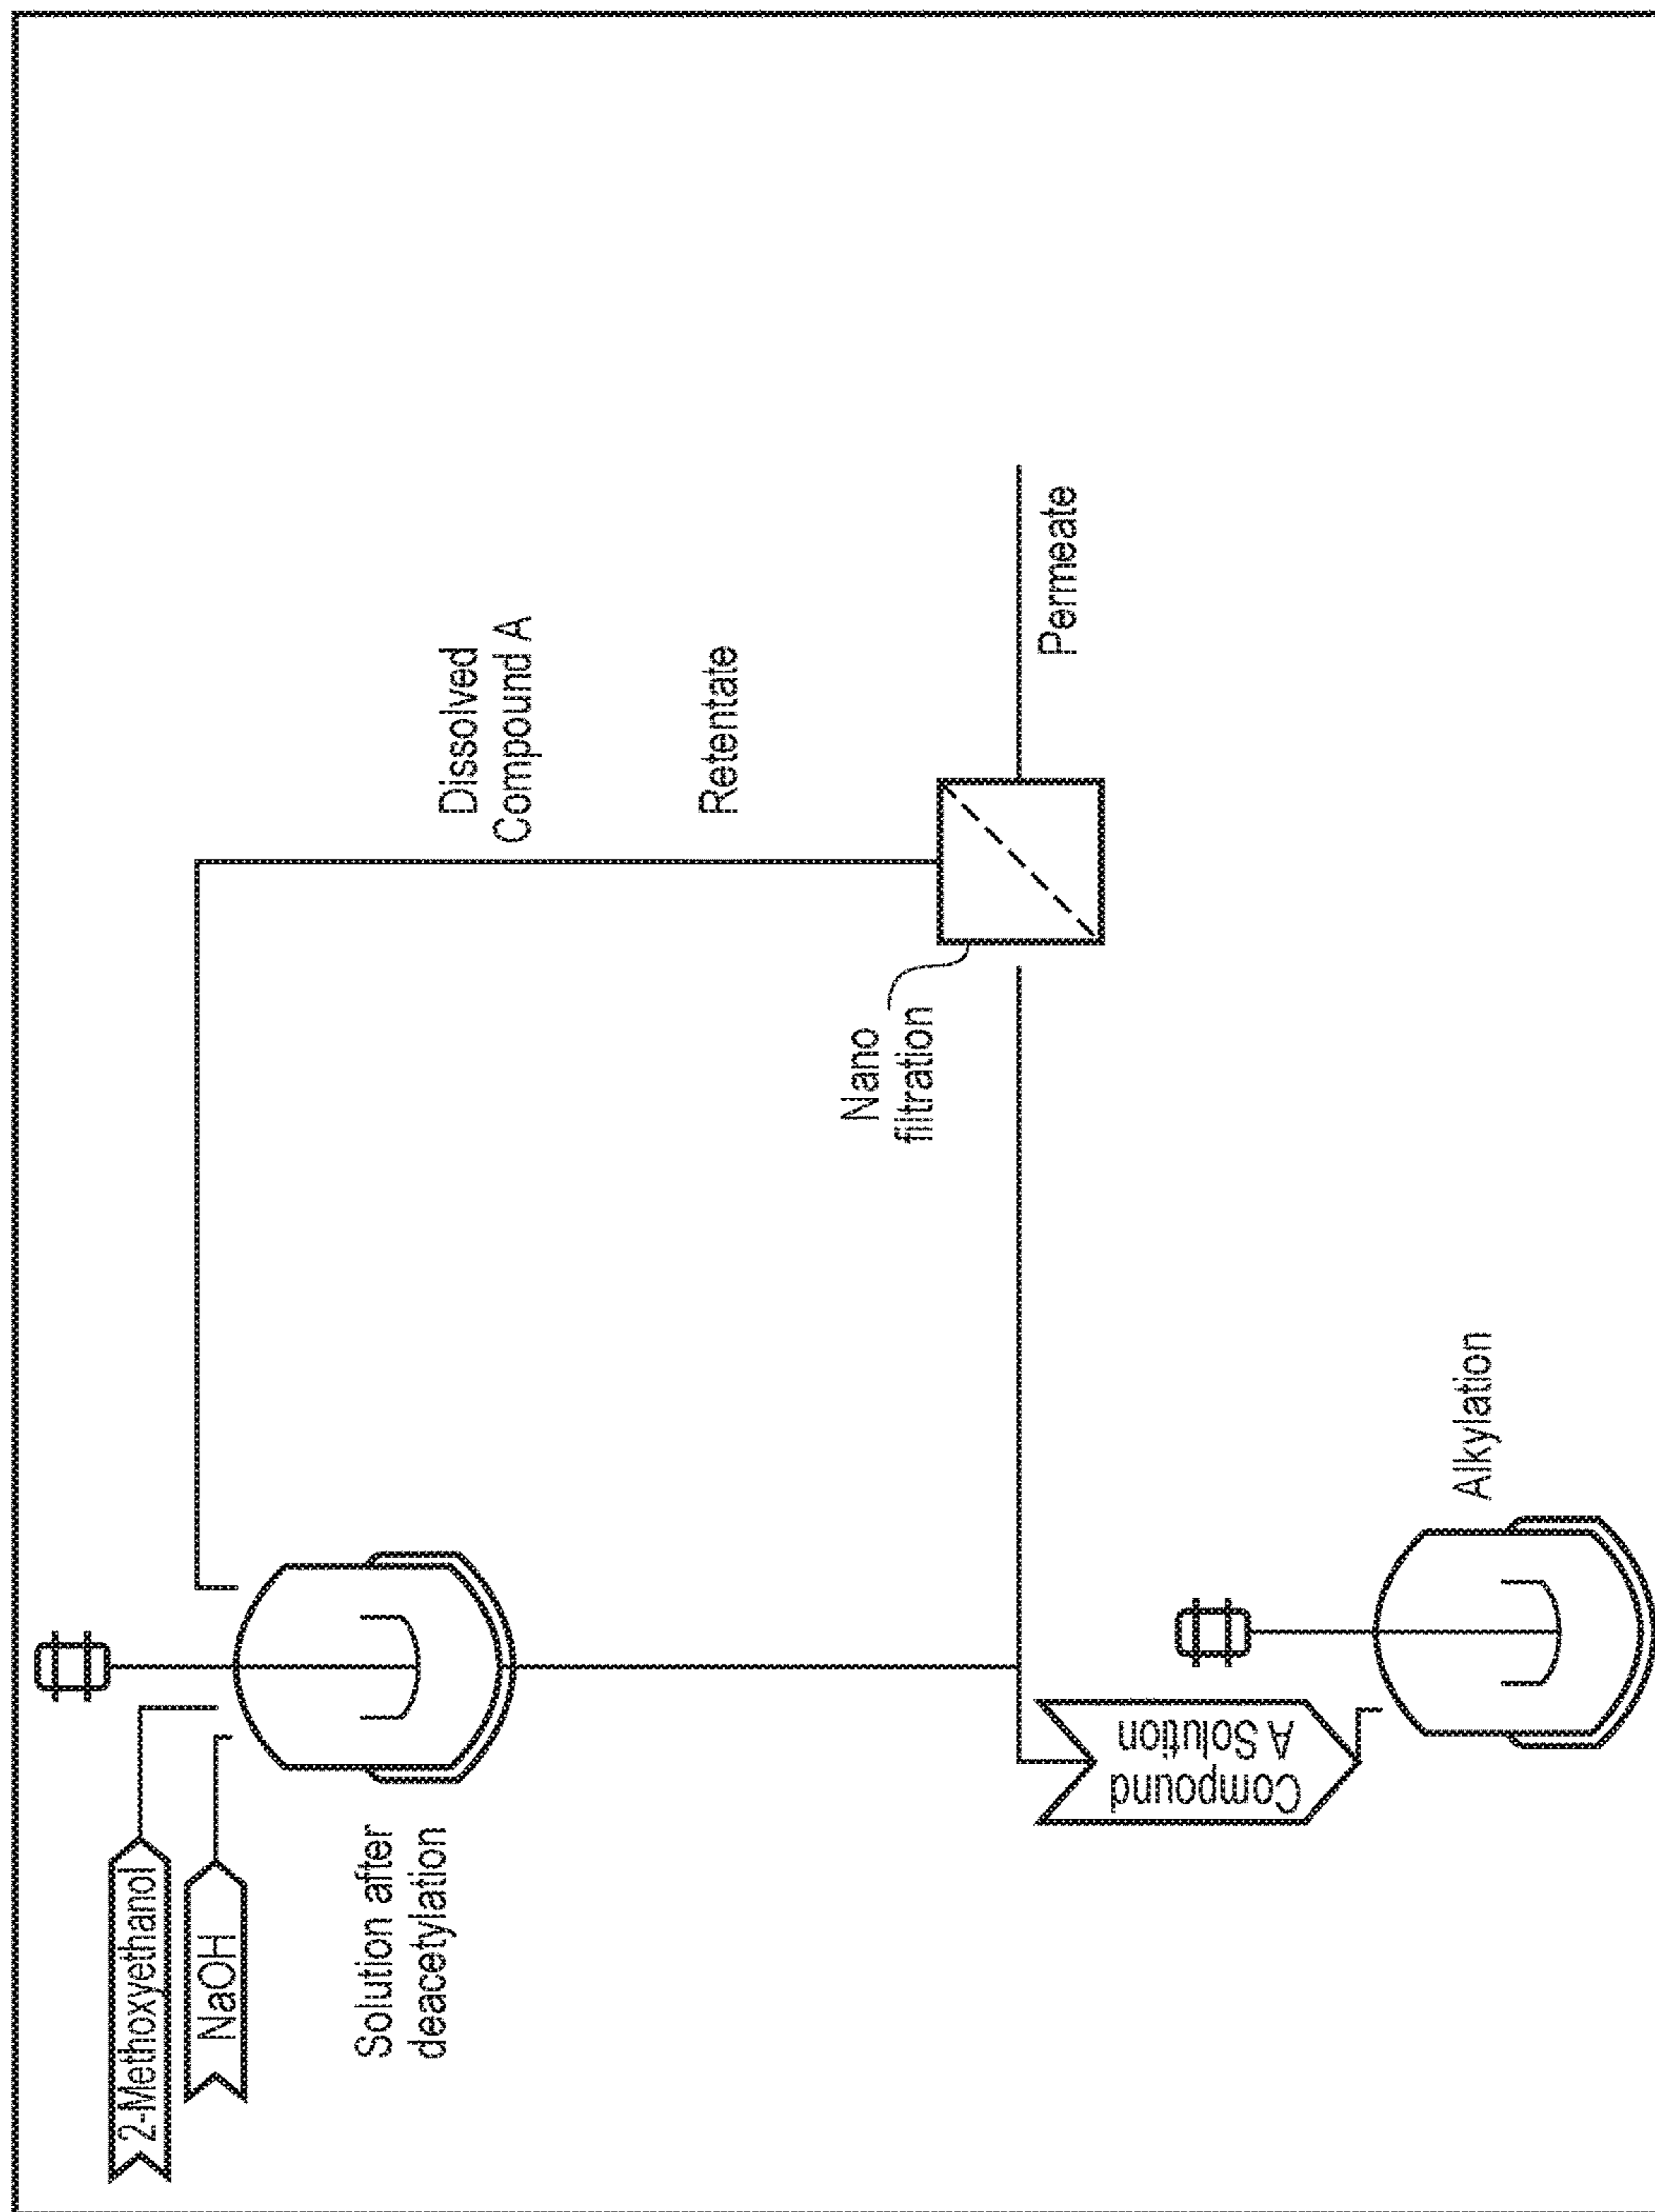 2-Methoxyethanol
NaOH
Solution after
deacetylation
Dissolved
Compound A
Retentate
Nano
filtration
Permeate
Compound
A Solution
Alkylation